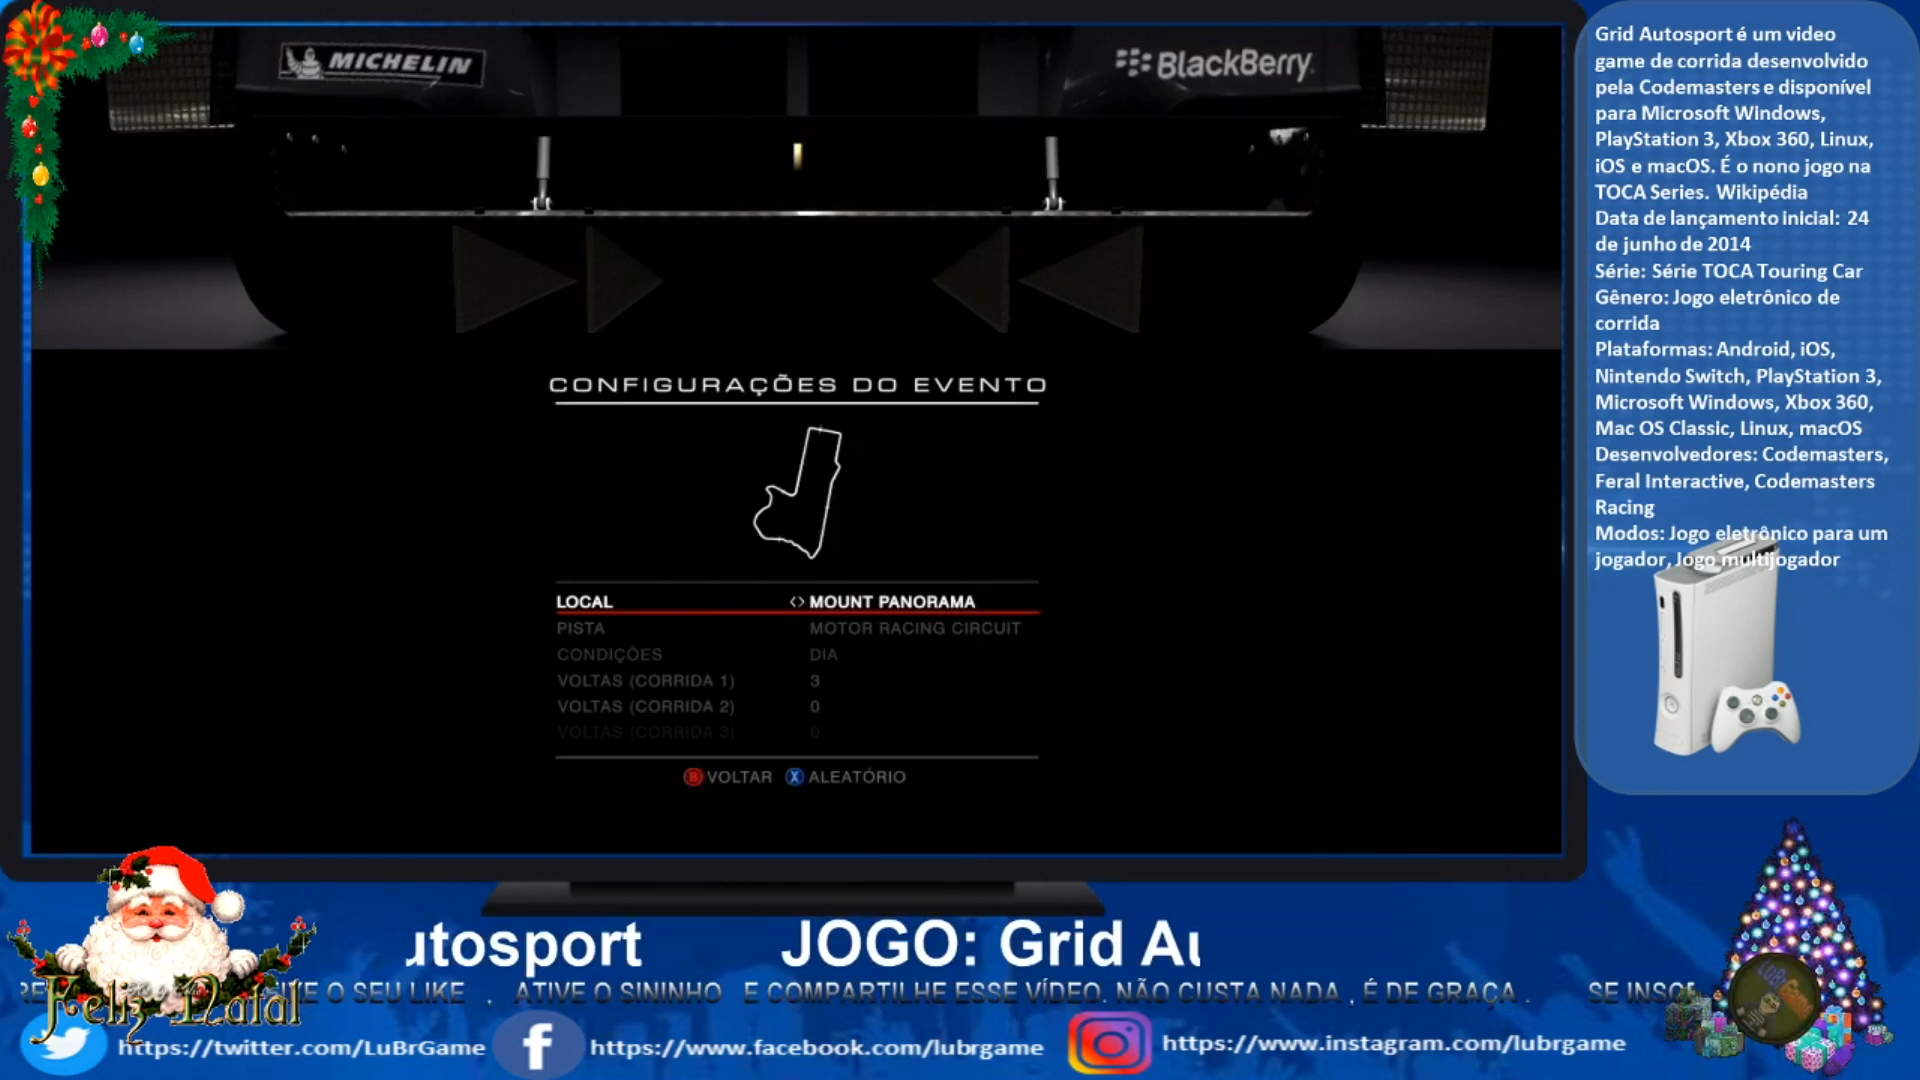 MICHELIN
BlackBerry
CONFIGURAÇÕES DO EVENTO
LOCAL <> MOUNT PANORAMA
PISTA MOTOR RACING CIRCUIT
CONDIÇÕES DIA
VOLTAS (CORRIDA 1) 3
VOLTAS (CORRIDA 2) 0
VOLTAS (CORRIDA 3) 0
B VOLTAR X ALEATÓRIO
Grid Autosport é um video
game de corrida desenvolvido
pela Codemasters e disponível
para Microsoft Windows,
PlayStation 3, Xbox 360, Linux,
iOS e macOS. É o nono jogo na
TOCA Series. Wikipédia
Data de lançamento inicial: 24
de junho de 2014
Série: Série TOCA Touring Car
Gênero: Jogo eletrônico de
corrida
Plataformas: Android, iOS,
Nintendo Switch, PlayStation 3,
Microsoft Windows, Xbox 360,
Mac OS Classic, Linux, macOS
Desenvolvedores: Codemasters,
Feral Interactive, Codemasters
Racing
Modos: Jogo eletrônico para um
jogador, Jogo multijogador
utosport JOGO: Grid Au
O SEU LIKE , ATIVE O SININHO E COMPARTILHE ESSE VÍDEO. NÃO CUSTA NADA , É DE GRAÇA . SE INSC
Feliz Natal
https://twitter.com/LuBrGame
https://www.facebook.com/lubrgame
https://www.instagram.com/lubrgame